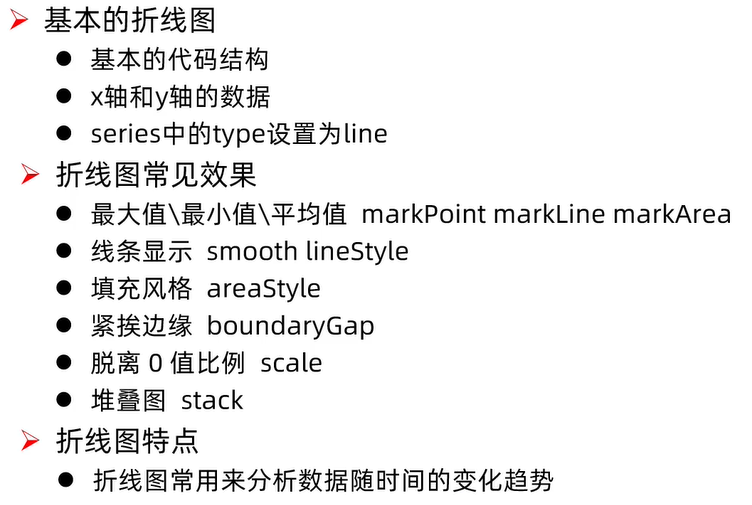 基本的折线图
基本的代码结构
x轴和y轴的数据
series中的type设置为line
折线图常见效果
最大值\最小值\平均值 markPoint markLine markArea
线条显示 smooth lineStyle
填充风格 areaStyle
紧挨边缘 boundaryGap
脱离 0 值比例 scale
堆叠图 stack
折线图特点
折线图常用来分析数据随时间的变化趋势